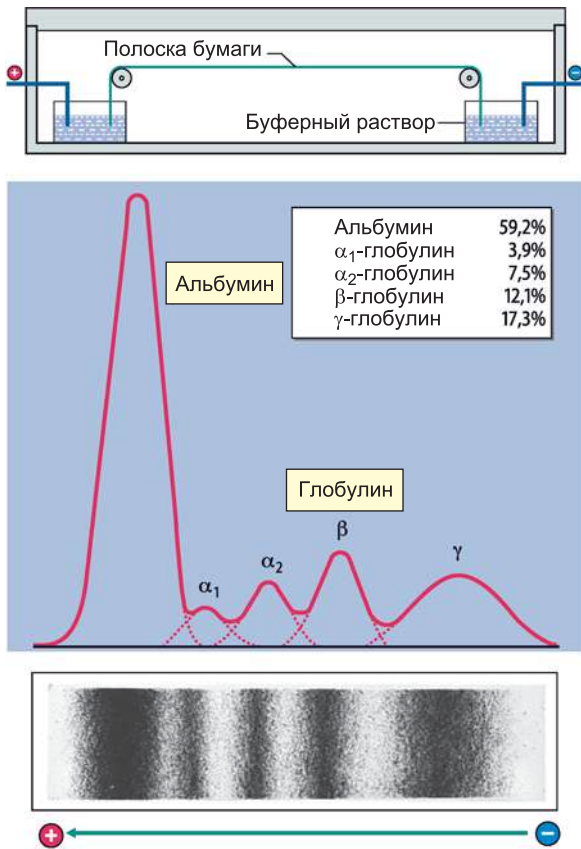 Полоска бумаги
+
−
Буферный раствор
Альбумин 59,2%
α₁-глобулин 3,9%
α₂-глобулин 7,5%
β-глобулин 12,1%
γ-глобулин 17,3%
Альбумин
Глобулин
α₁
α₂
β
γ
+
−